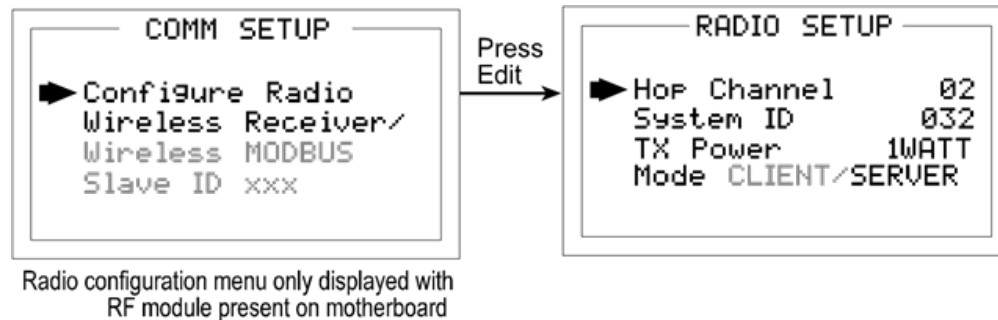 COMM SETUP
Configure Radio
Wireless Receiver/
Wireless MODBUS
Slave ID xxx
Radio configuration menu only displayed with
RF module present on motherboard
Press
Edit
RADIO SETUP
Hop Channel 02
System ID 032
TX Power 1WATT
Mode CLIENT/SERVER